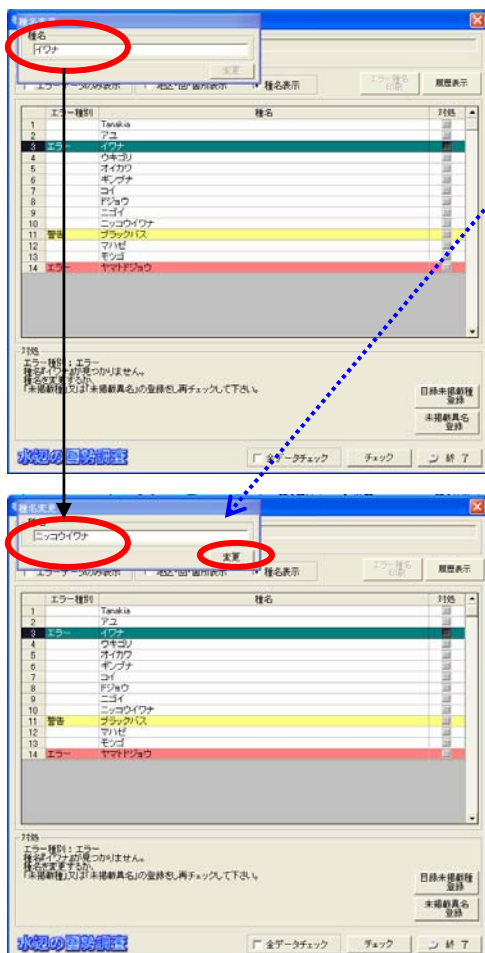 種名変更
種名
イワナ
変更
エラーデータのみ表示 地区・回・箇所表示 種名表示 エラー種名印刷 履歴表示
エラー種別 種名 対処
1 Tanakia
2 アユ
3 エラー イワナ
4 ウキゴリ
5 オイカワ
6 ギンブナ
7 コイ
8 ドジョウ
9 ニゴイ
10 ニッコウイワナ
11 警告 ブラックバス
12 マハゼ
13 モツゴ
14 エラー ヤマトドジョウ
対処
エラー種別:エラー
種名「イワナ」が見つかりません。
種名を変更するか、
「未掲載種」又は「未掲載異名」の登録をし再チェックして下さい。
目録未掲載種
登録
未掲載異名
登録
水辺の国勢調査 全データチェック チェック 終了
種名変更
種名
ニッコウイワナ
変更
エラーデータのみ表示 地区・回・箇所表示 種名表示 エラー種名印刷 履歴表示
エラー種別 種名 対処
1 Tanakia
2 アユ
3 エラー イワナ
4 ウキゴリ
5 オイカワ
6 ギンブナ
7 コイ
8 ドジョウ
9 ニゴイ
10 ニッコウイワナ
11 警告 ブラックバス
12 マハゼ
13 モツゴ
14 エラー ヤマトドジョウ
対処
エラー種別:エラー
種名「イワナ」が見つかりません。
種名を変更するか、
「未掲載種」又は「未掲載異名」の登録をし再チェックして下さい。
目録未掲載種
登録
未掲載異名
登録
水辺の国勢調査 全データチェック チェック 終了